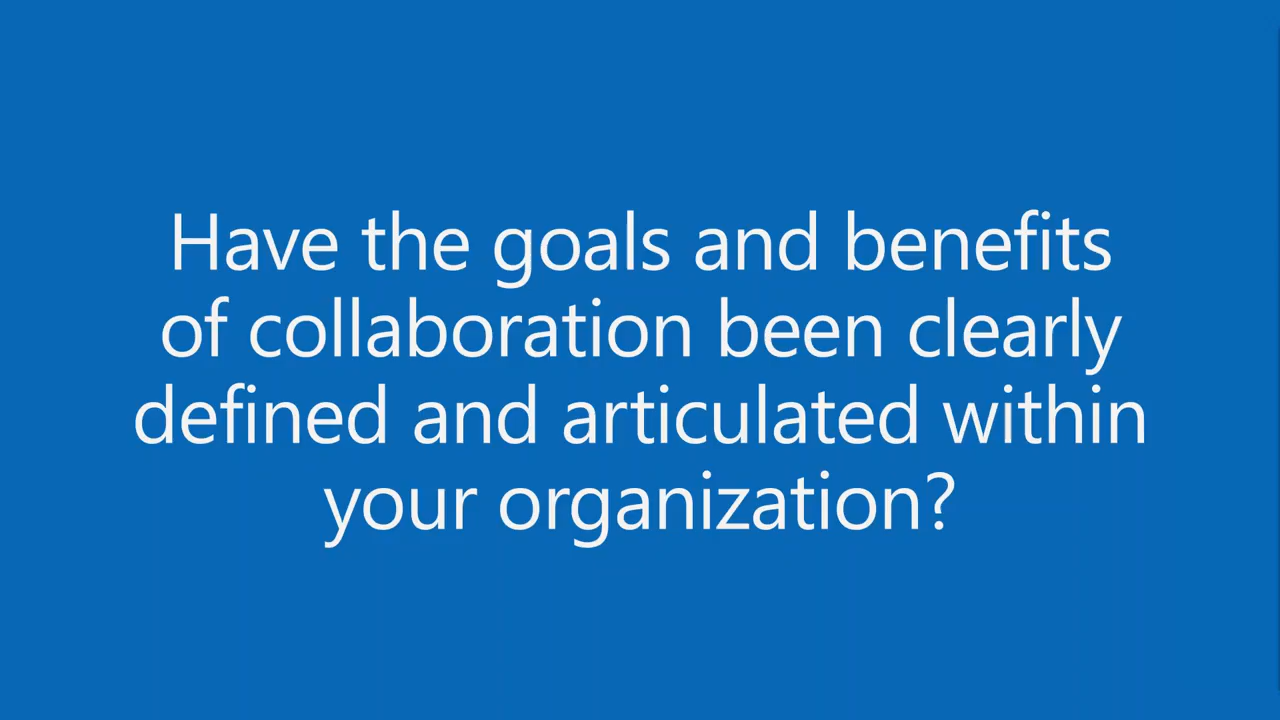 Have the goals and benefits
of collaboration been clearly
defined and articulated within
your organization?